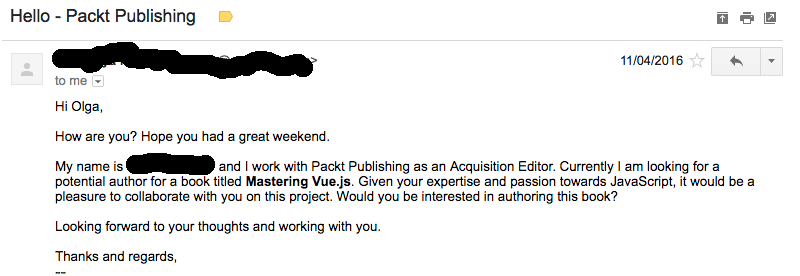 Hello - Packt Publishing
11/04/2016
to me
Hi Olga,
How are you? Hope you had a great weekend.
My name is and I work with Packt Publishing as an Acquisition Editor. Currently I am looking for a
potential author for a book titled Mastering Vue.js. Given your expertise and passion towards JavaScript, it would be a
pleasure to collaborate with you on this project. Would you be interested in authoring this book?
Looking forward to your thoughts and working with you.
Thanks and regards,
--